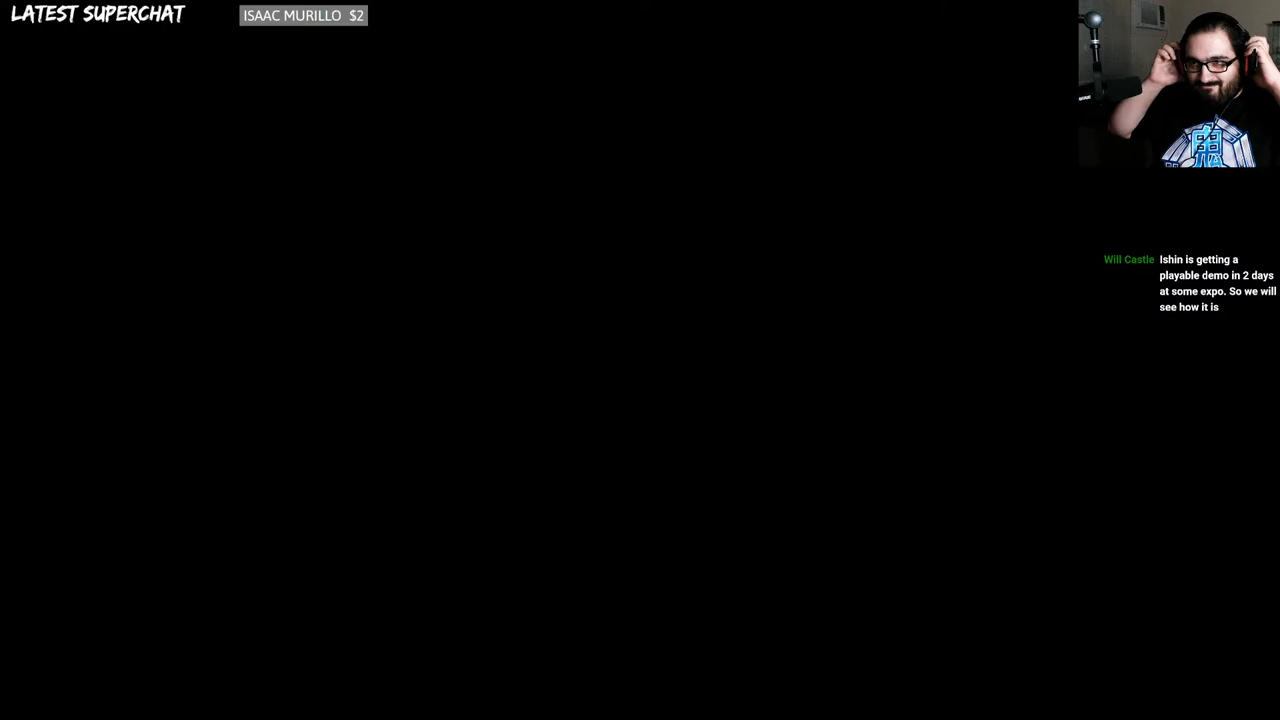 LATEST SUPERCHAT
ISAAC MURILLO $2
Will Castle Ishin is getting a
playable demo in 2 days
at some expo. So we will
see how it is